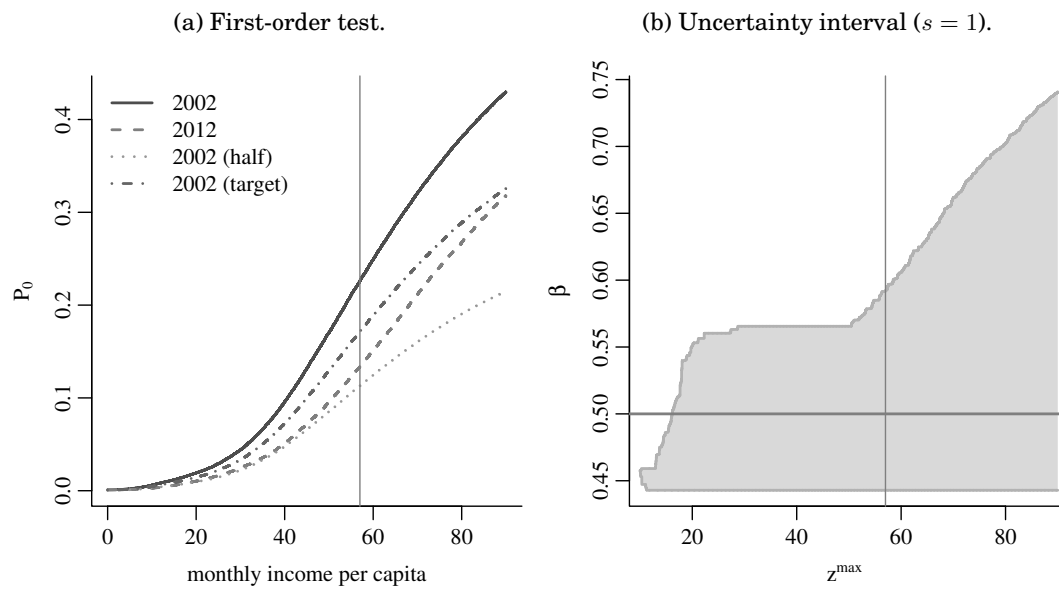 (a) First-order test.
(b) Uncertainty interval (s = 1).
2002
2012
2002 (half)
2002 (target)
0.0 0.1 0.2 0.3 0.4
P0
0 20 40 60 80
monthly income per capita
0.45 0.50 0.55 0.60 0.65 0.70 0.75
β
20 40 60 80
zmax